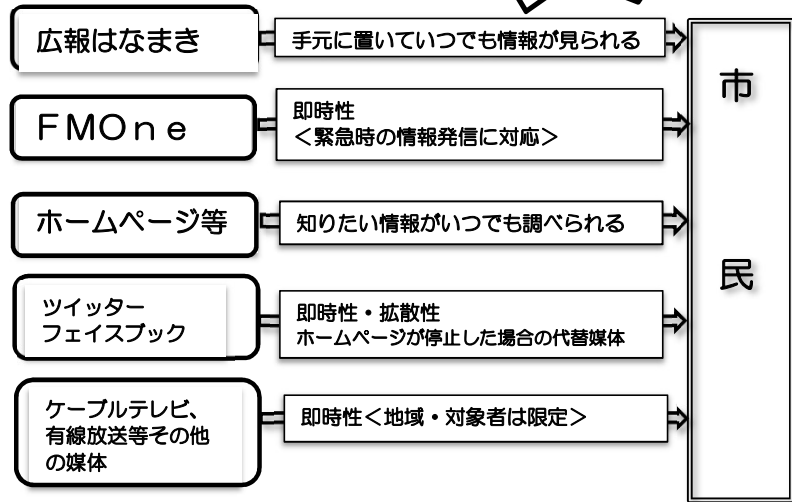 広報はなまき
手元に置いていつでも情報が見られる
ＦＭＯｎｅ
即時性
＜緊急時の情報発信に対応＞
ホームページ等
知りたい情報がいつでも調べられる
ツイッター
フェイスブック
即時性・拡散性
ホームページが停止した場合の代替媒体
ケーブルテレビ、
有線放送等その他
の媒体
即時性＜地域・対象者は限定＞
市民